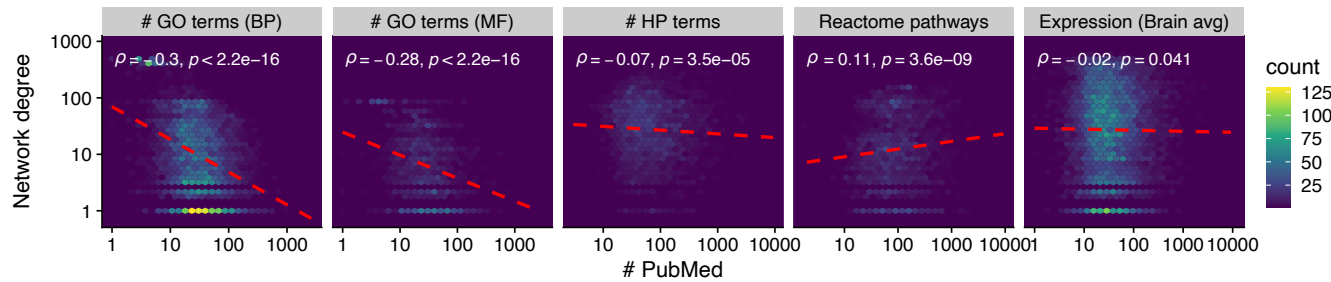 # GO terms (BP)
# GO terms (MF)
# HP terms
Reactome pathways
Expression (Brain avg)
Network degree
1000
100
10
1
ρ = −0.3, p < 2.2e−16
ρ = −0.28, p < 2.2e−16
ρ = −0.07, p = 3.5e−05
ρ = 0.11, p = 3.6e−09
ρ = −0.02, p = 0.041
1 10 100 1000
1 10 100 1000
10 100 1000 10000
10 100 1000 10000
1 10 100 1000 10000
# PubMed
count
125
100
75
50
25